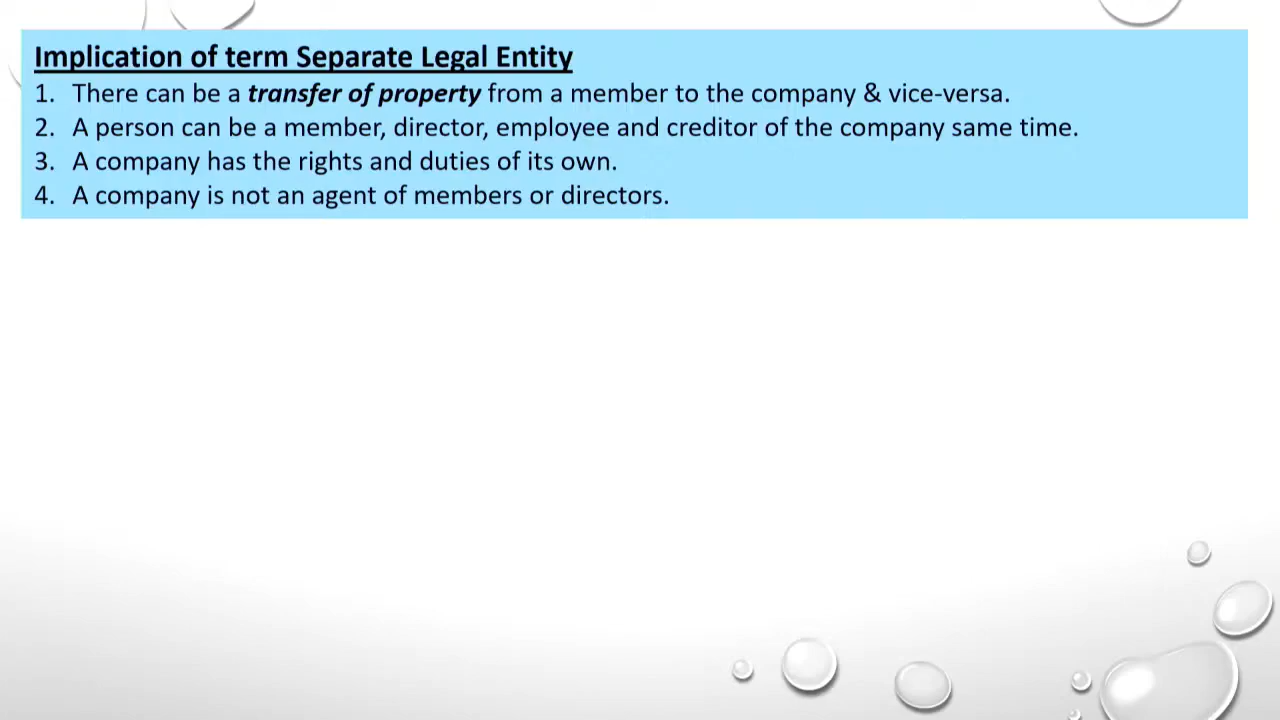 Implication of term Separate Legal Entity
1. There can be a transfer of property from a member to the company & vice-versa.
2. A person can be a member, director, employee and creditor of the company same time.
3. A company has the rights and duties of its own.
4. A company is not an agent of members or directors.